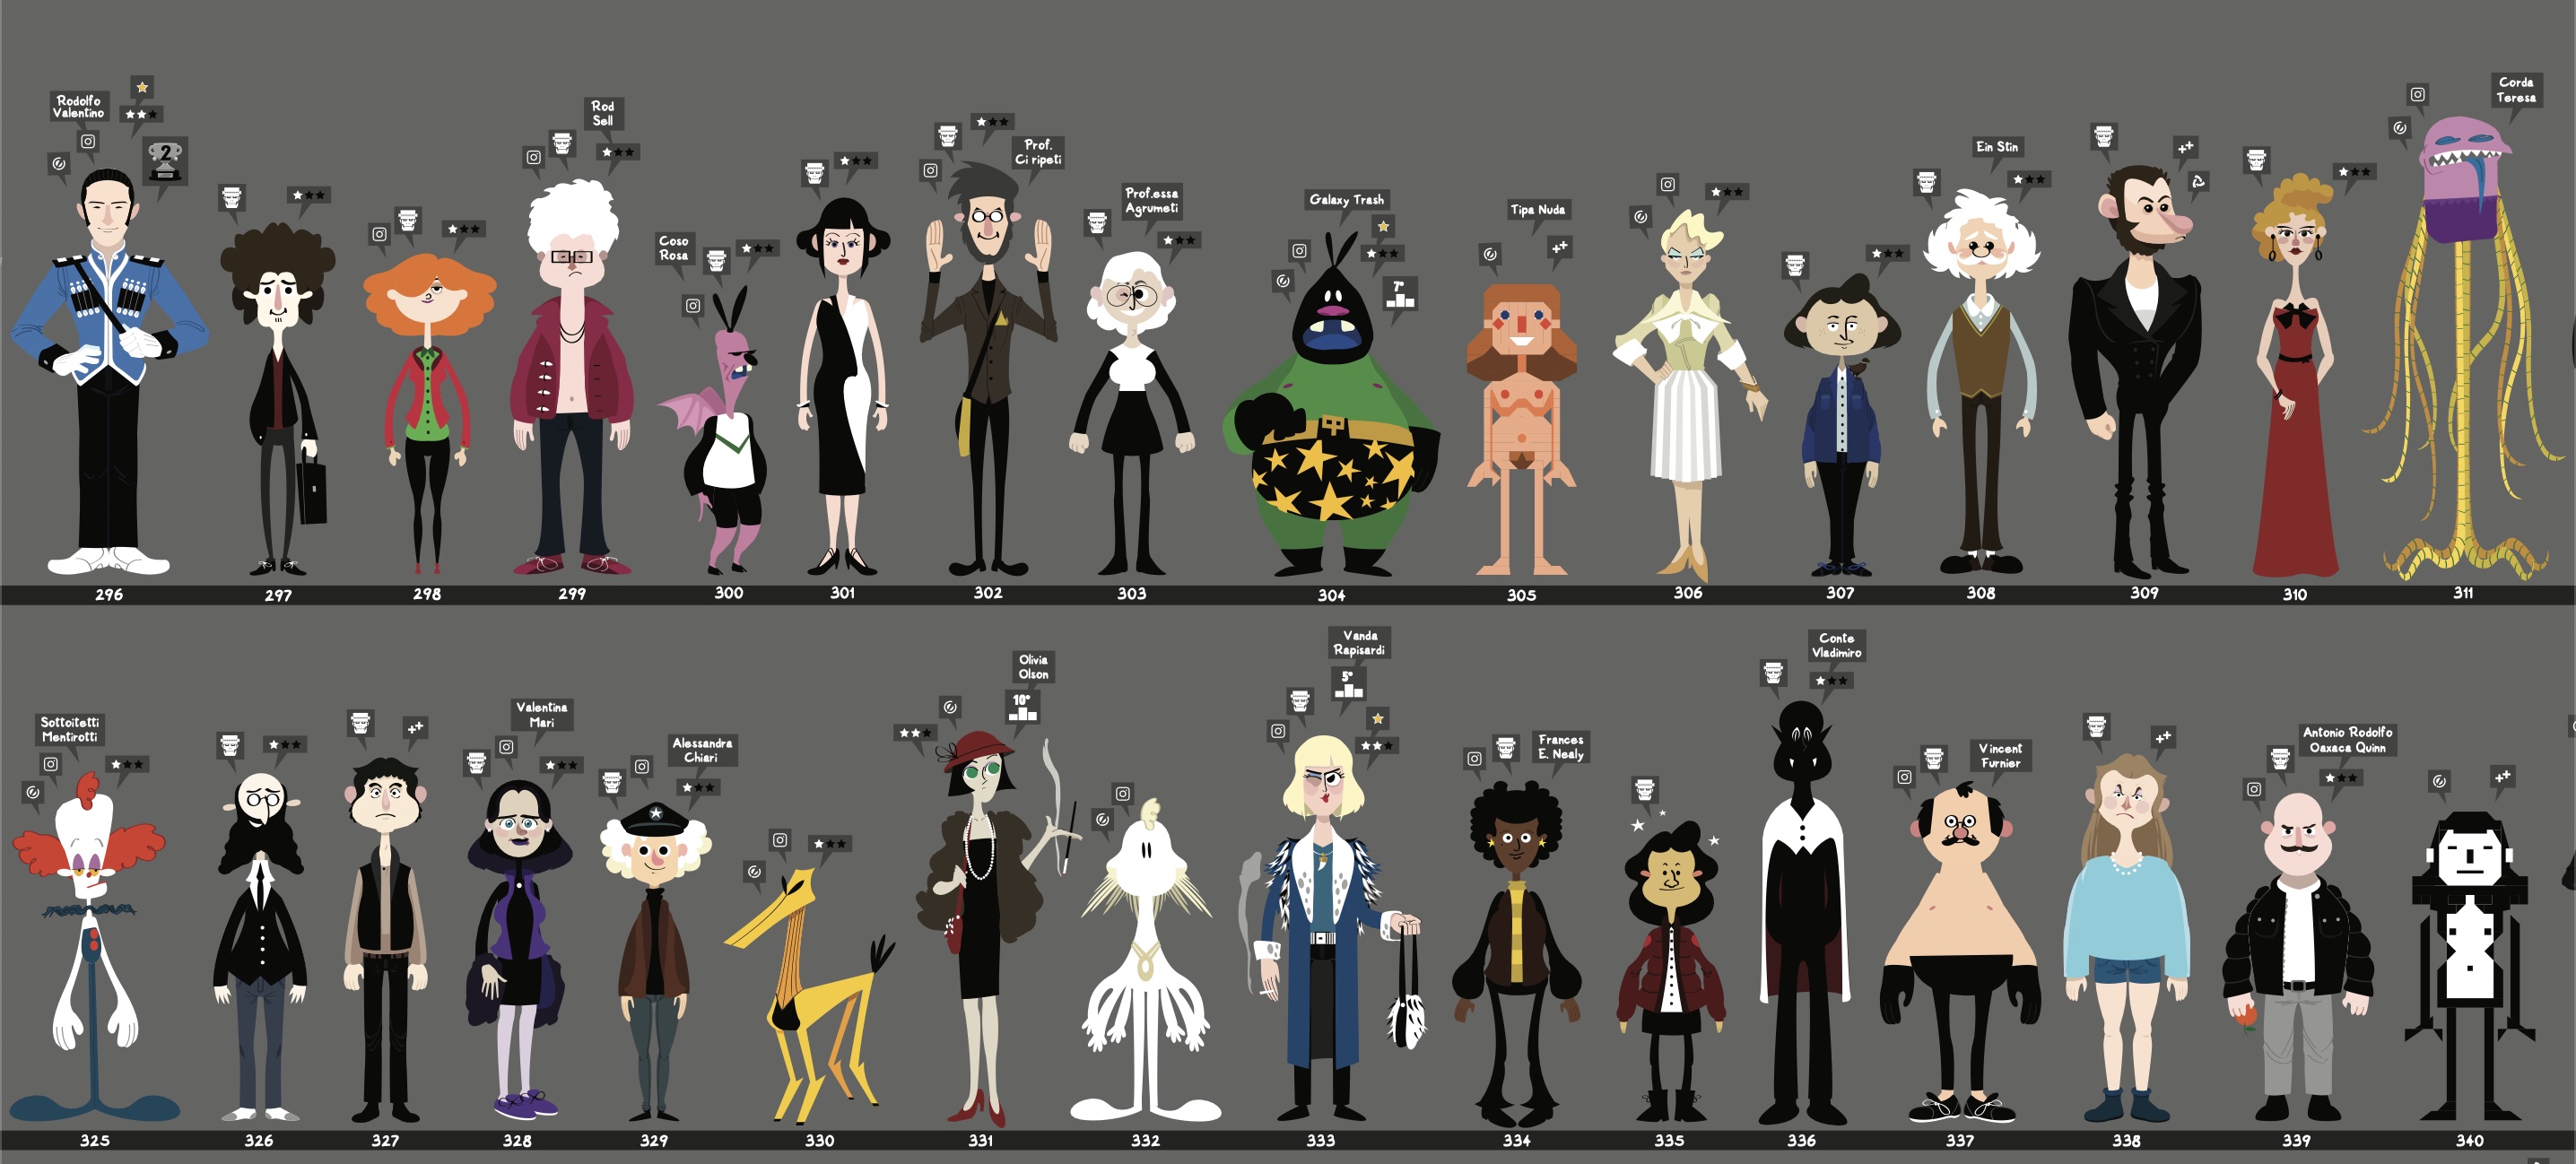 Rodolfo
Valentino
2
Rod
Sell
Coso
Rosa
Prof.
Ci ripeti
Prof.essa
Agrumeti
Galaxy Trash
7°
Tipa Nuda
Ein Stin
Corda
Teresa
296
297
298
299
300
301
302
303
304
305
306
307
308
309
310
311
Sottoitetti
Mentirotti
Valentina
Mari
Alessandra
Chiari
Olivia
Olson
10°
Vanda
Rapisardi
5°
Frances
E. Nealy
Conte
Vladimiro
Vincent
Furnier
Antonio Rodolfo
Oaxaca Quinn
325
326
327
328
329
330
331
332
333
334
335
336
337
338
339
340